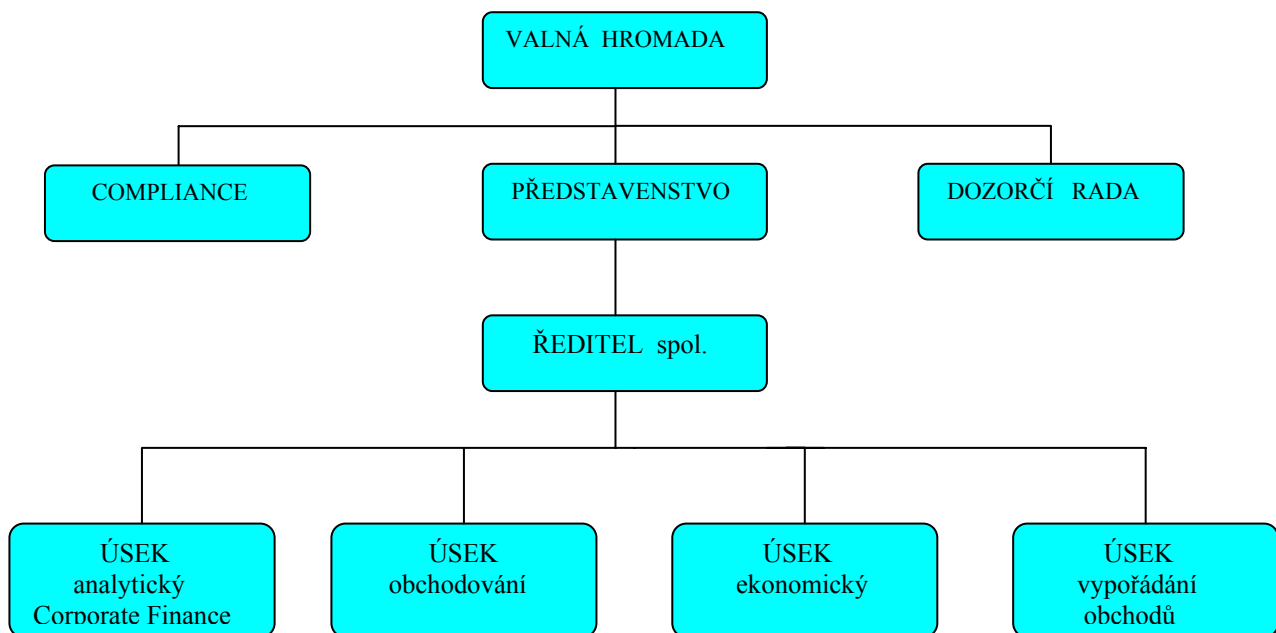 VALNÁ HROMADA
COMPLIANCE
PŘEDSTAVENSTVO
DOZORČÍ RADA
ŘEDITEL spol.
ÚSEK
analytický
Corporate Finance
ÚSEK
obchodování
ÚSEK
ekonomický
ÚSEK
vypořádání
obchodů